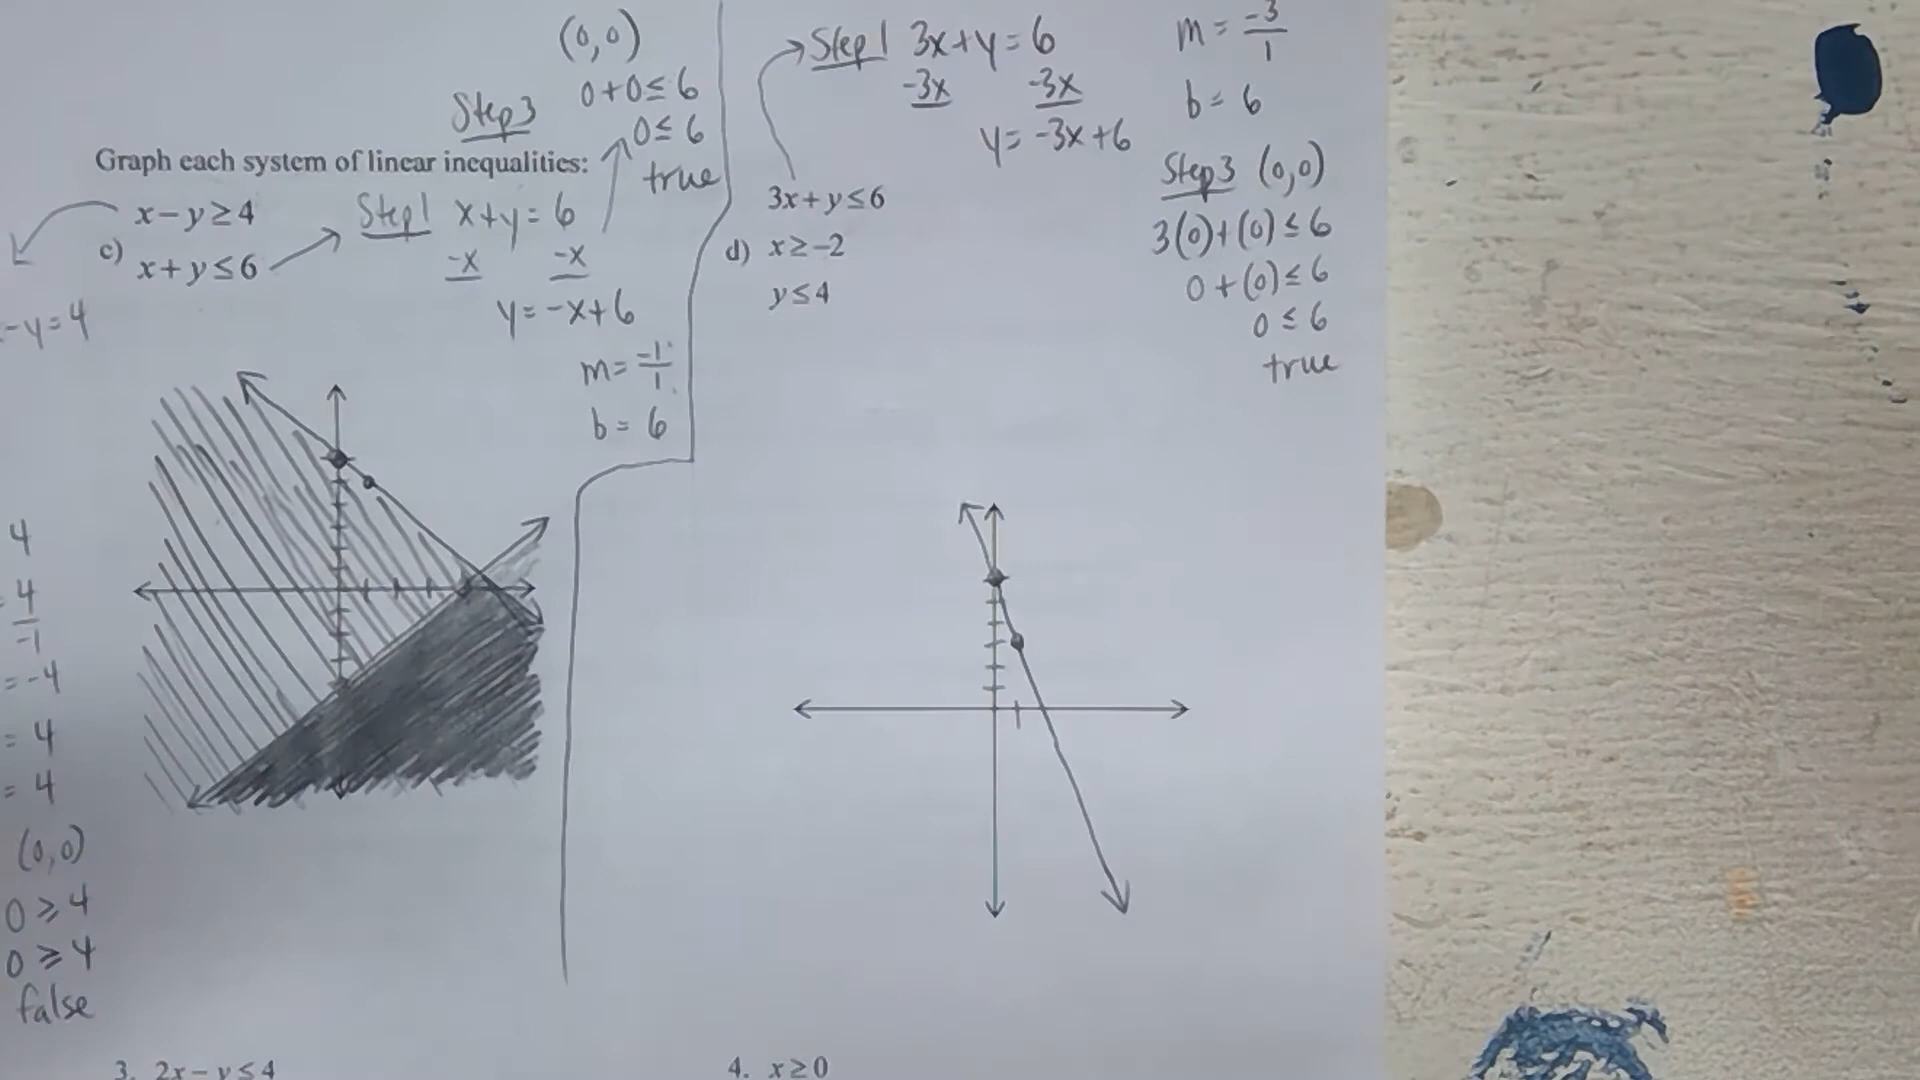 (0,0)
0+0≤6
Step 3
0≤6
true
Graph each system of linear inequalities:
x−y≥4
c)
x+y≤6
Step 1 x+y=6
-x -x
y=-x+6
m=-1/1
b=6
-y=4
4
4/-1
=-4
=4
=4
(0,0)
0≥4
0≥4
false
Step 1 3x+y=6
-3x -3x
y=-3x+6
m=-3/1
b=6
3x+y≤6
d) x≥−2
y≤4
Step 3 (0,0)
3(0)+(0)≤6
0+(0)≤6
0≤6
true
3. 2x−y≤4
4. x≥0